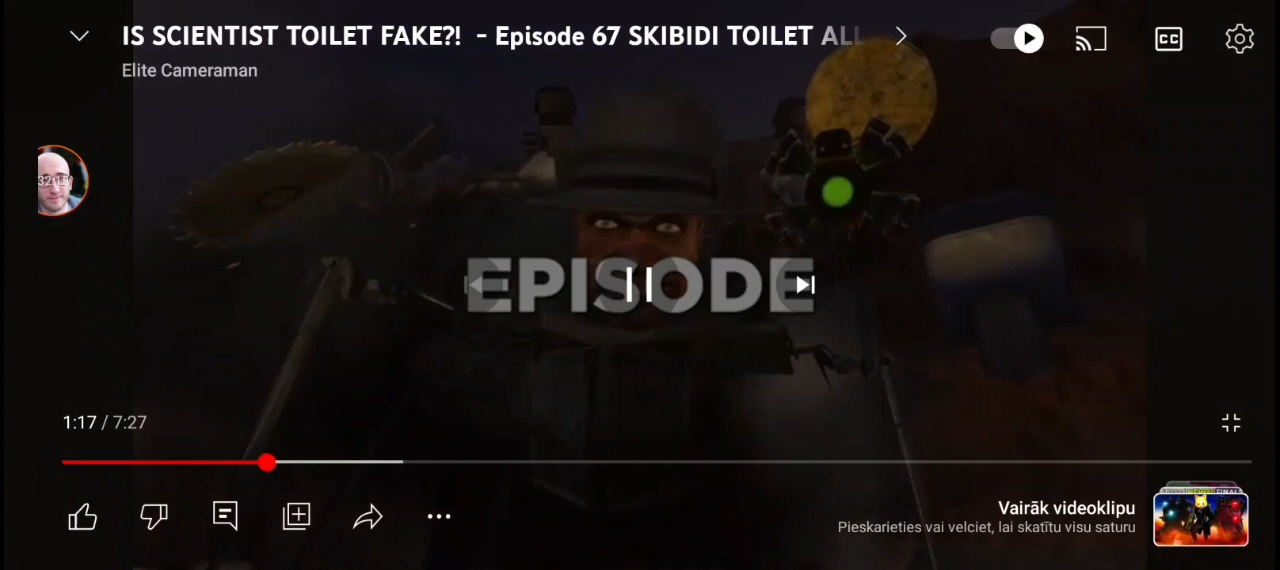 IS SCIENTIST TOILET FAKE?! - Episode 67 SKIBIDI TOILET ALL
Elite Cameraman
CC
EPISODE
1:17 / 7:27
Vairāk videoklipu
Pieskarieties vai velciet, lai skatītu visu saturu